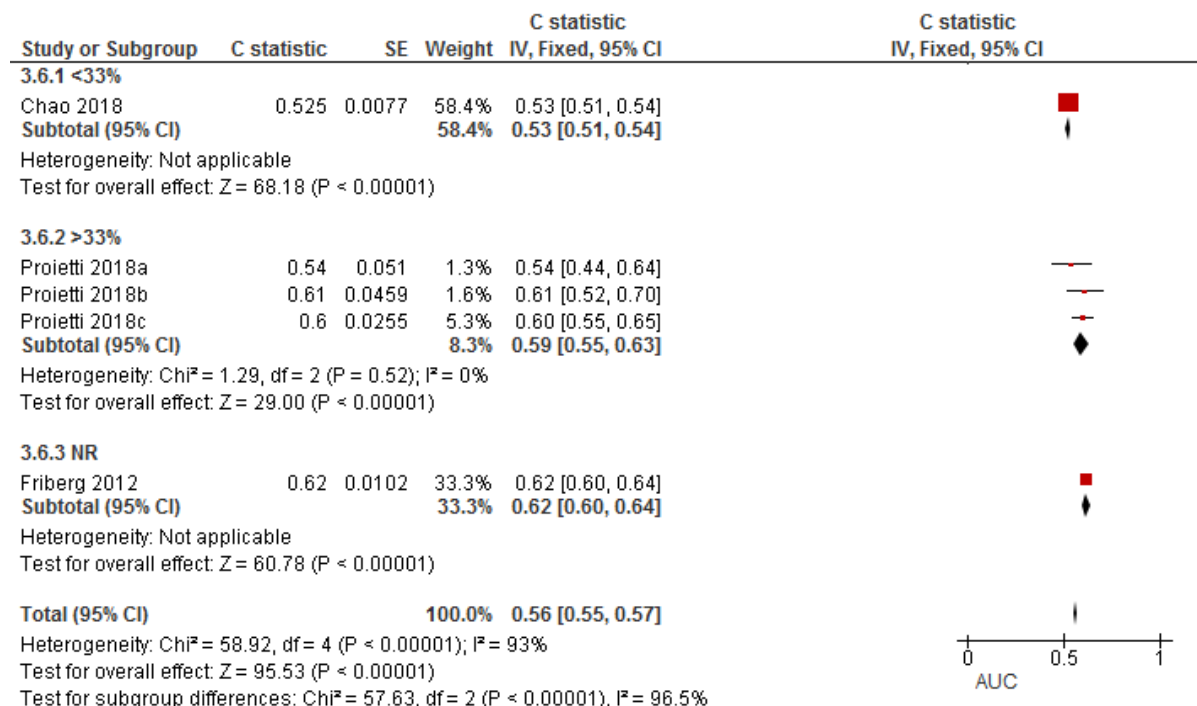 C statistic C statistic
Study or Subgroup C statistic SE Weight IV, Fixed, 95% CI IV, Fixed, 95% CI
3.6.1 <33%
Chao 2018 0.525 0.0077 58.4% 0.53 [0.51, 0.54]
Subtotal (95% CI) 58.4% 0.53 [0.51, 0.54]
Heterogeneity: Not applicable
Test for overall effect: Z = 68.18 (P < 0.00001)
3.6.2 >33%
Proietti 2018a 0.54 0.051 1.3% 0.54 [0.44, 0.64]
Proietti 2018b 0.61 0.0459 1.6% 0.61 [0.52, 0.70]
Proietti 2018c 0.6 0.0255 5.3% 0.60 [0.55, 0.65]
Subtotal (95% CI) 8.3% 0.59 [0.55, 0.63]
Heterogeneity: Chi² = 1.29, df = 2 (P = 0.52); I² = 0%
Test for overall effect: Z = 29.00 (P < 0.00001)
3.6.3 NR
Friberg 2012 0.62 0.0102 33.3% 0.62 [0.60, 0.64]
Subtotal (95% CI) 33.3% 0.62 [0.60, 0.64]
Heterogeneity: Not applicable
Test for overall effect: Z = 60.78 (P < 0.00001)
Total (95% CI) 100.0% 0.56 [0.55, 0.57]
Heterogeneity: Chi² = 58.92, df = 4 (P < 0.00001); I² = 93%
Test for overall effect: Z = 95.53 (P < 0.00001)
Test for subgroup differences: Chi² = 57.63, df = 2 (P < 0.00001), I² = 96.5%
0 0.5 1
AUC